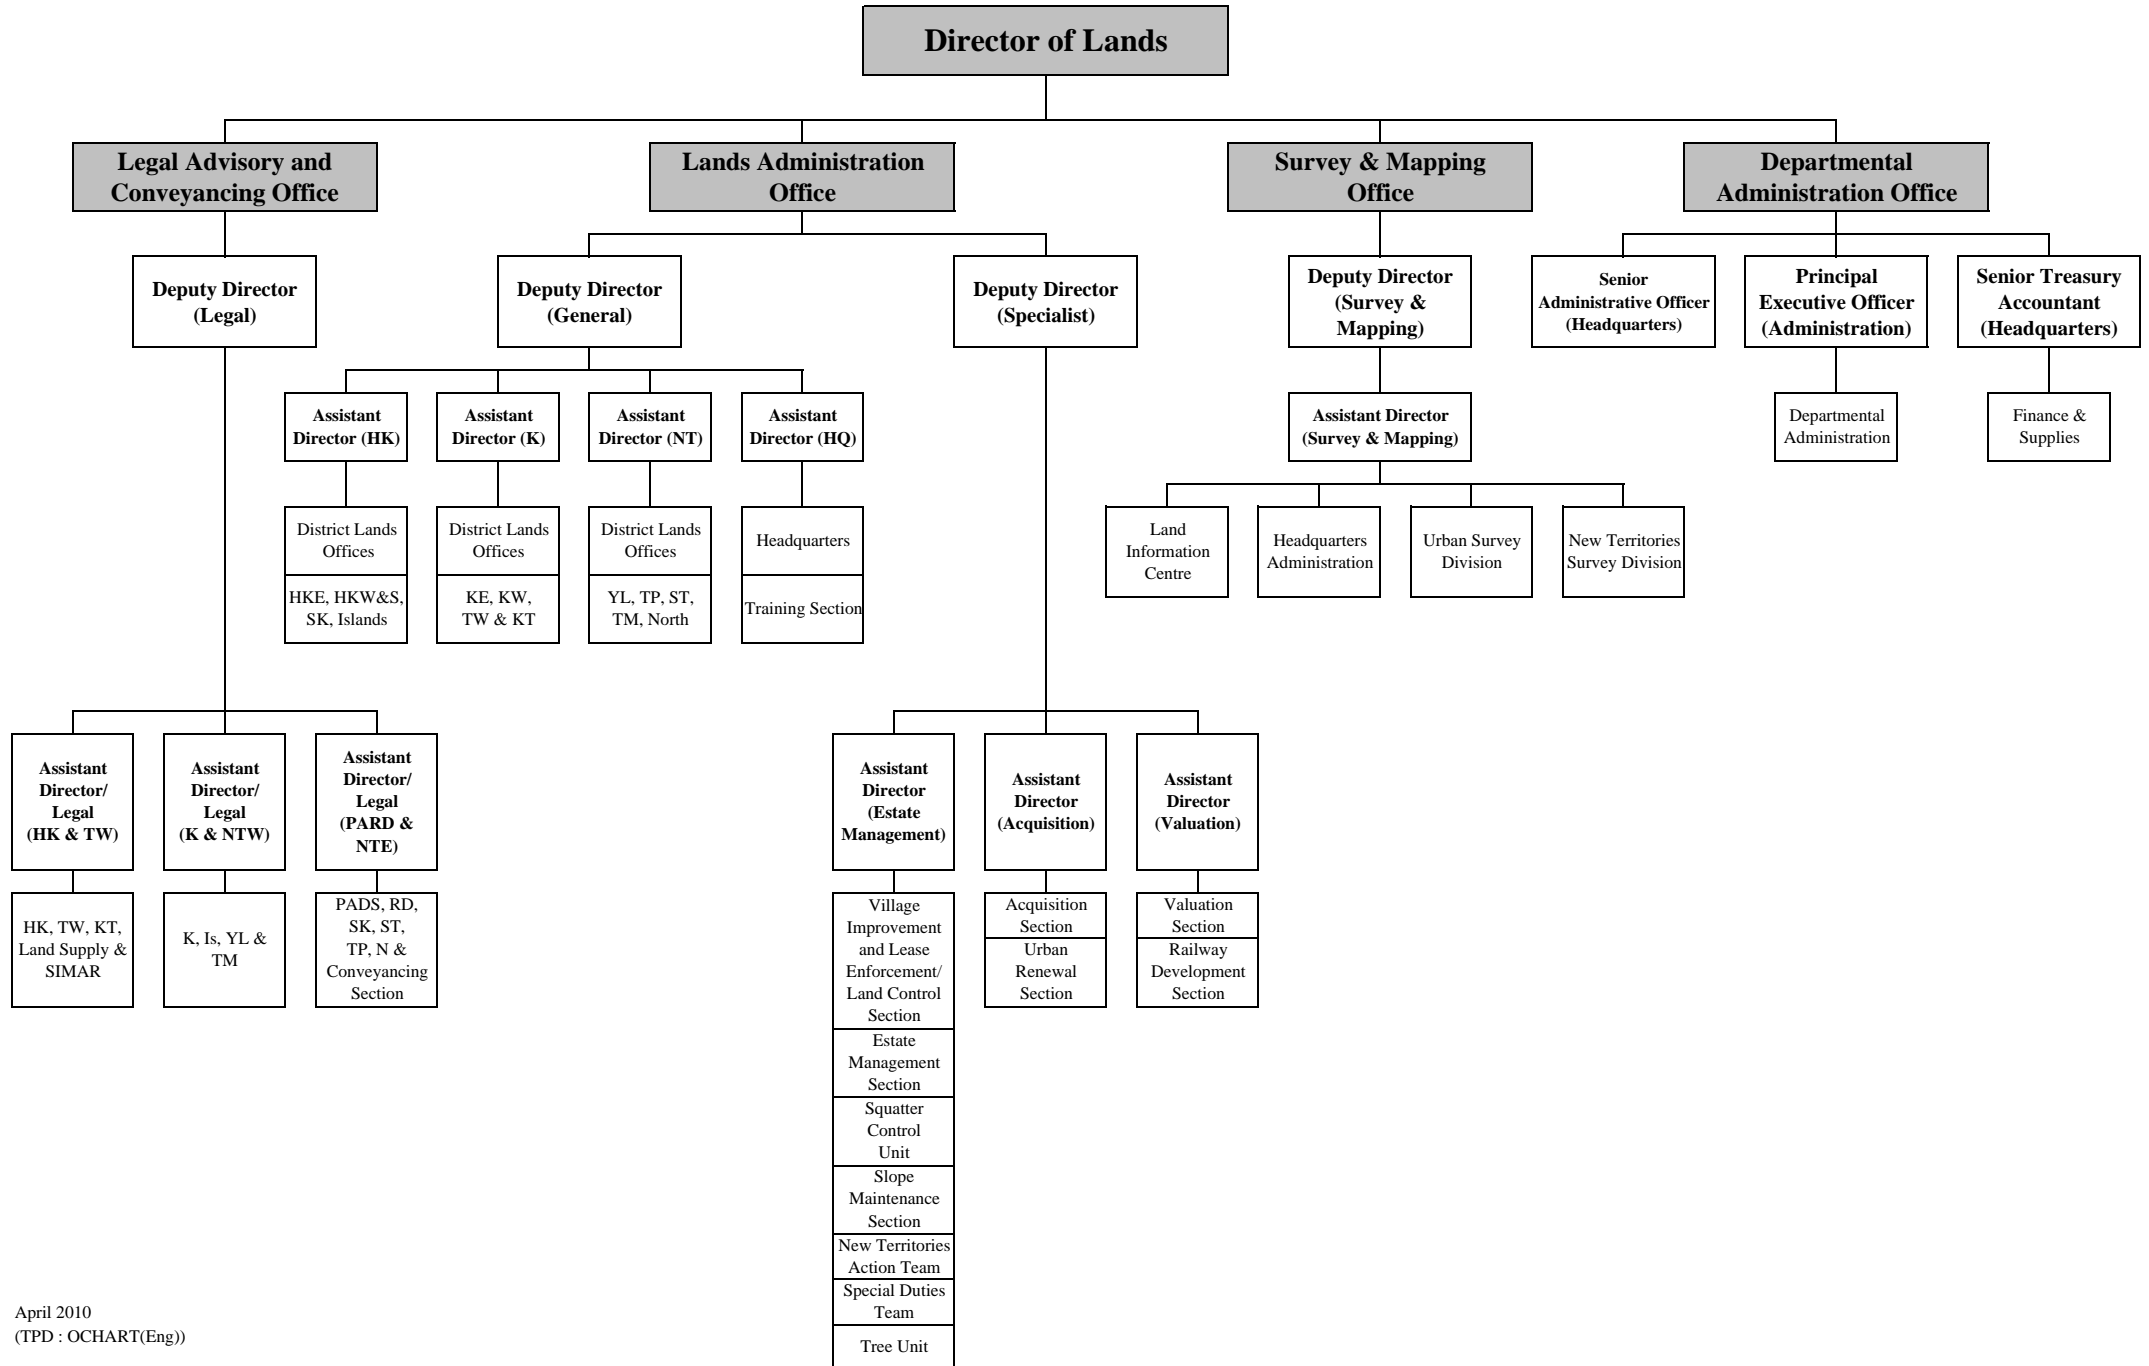 Director of Lands
Legal Advisory and
Conveyancing Office
Lands Administration
Office
Survey & Mapping
Office
Departmental
Administration Office
Deputy Director
(Legal)
Deputy Director
(General)
Deputy Director
(Specialist)
Deputy Director
(Survey &
Mapping)
Senior
Administrative Officer
(Headquarters)
Principal
Executive Officer
(Administration)
Senior Treasury
Accountant
(Headquarters)
Assistant
Director (HK)
Assistant
Director (K)
Assistant
Director (NT)
Assistant
Director (HQ)
Assistant Director
(Survey & Mapping)
Departmental
Administration
Finance &
Supplies
District Lands
Offices
HKE, HKW&S,
SK, Islands
District Lands
Offices
KE, KW,
TW & KT
District Lands
Offices
YL, TP, ST,
TM, North
Headquarters
Training Section
Land
Information
Centre
Headquarters
Administration
Urban Survey
Division
New Territories
Survey Division
Assistant
Director/
Legal
(HK & TW)
Assistant
Director/
Legal
(K & NTW)
Assistant
Director/
Legal
(PARD &
NTE)
Assistant
Director
(Estate
Management)
Assistant
Director
(Acquisition)
Assistant
Director
(Valuation)
HK, TW, KT,
Land Supply &
SIMAR
K, Is, YL &
TM
PADS, RD,
SK, ST,
TP, N &
Conveyancing
Section
Village
Improvement
and Lease
Enforcement/
Land Control
Section
Estate
Management
Section
Squatter
Control
Unit
Slope
Maintenance
Section
New Territories
Action Team
Special Duties
Team
Tree Unit
Acquisition
Section
Urban
Renewal
Section
Valuation
Section
Railway
Development
Section
April 2010
(TPD : OCHART(Eng))